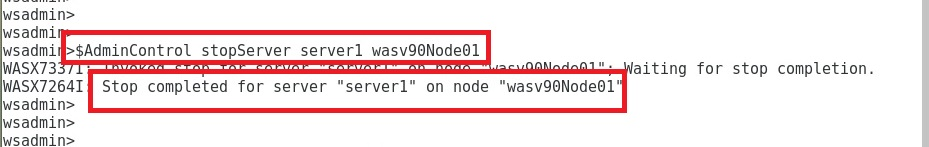 wsadmin>
wsadmin>
wsadmin>$AdminControl stopServer server1 wasv90Node01
WASX7337I: Invoked stop for server "server1" on node "wasv90Node01"; Waiting for stop completion.
WASX7264I: Stop completed for server "server1" on node "wasv90Node01"
wsadmin>
wsadmin>
wsadmin>